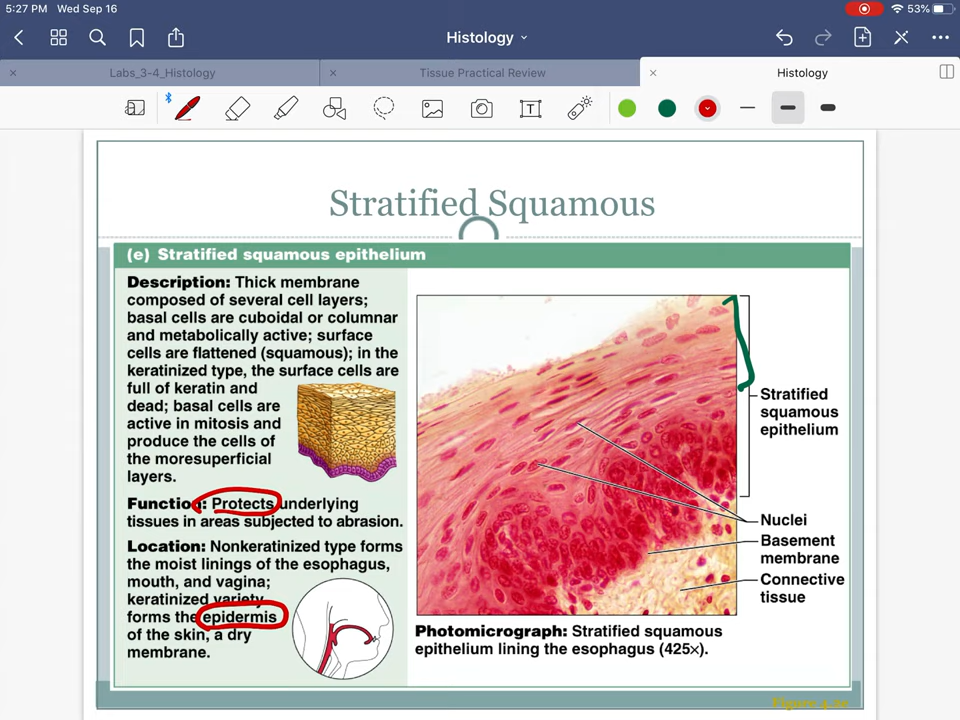 5:27 PM Wed Sep 16
53%
Histology
Labs_3-4_Histology
Tissue Practical Review
Histology
T
Stratified Squamous
(e) Stratified squamous epithelium
Description: Thick membrane
composed of several cell layers;
basal cells are cuboidal or columnar
and metabolically active; surface
cells are flattened (squamous); in the
keratinized type, the surface cells are
full of keratin and
dead; basal cells are
active in mitosis and
produce the cells of
the moresuperficial
layers.
Function: Protects underlying
tissues in areas subjected to abrasion.
Location: Nonkeratinized type forms
the moist linings of the esophagus,
mouth, and vagina;
keratinized variety
forms the epidermis
of the skin, a dry
membrane.
Stratified
squamous
epithelium
Nuclei
Basement
membrane
Connective
tissue
Photomicrograph: Stratified squamous
epithelium lining the esophagus (425×).